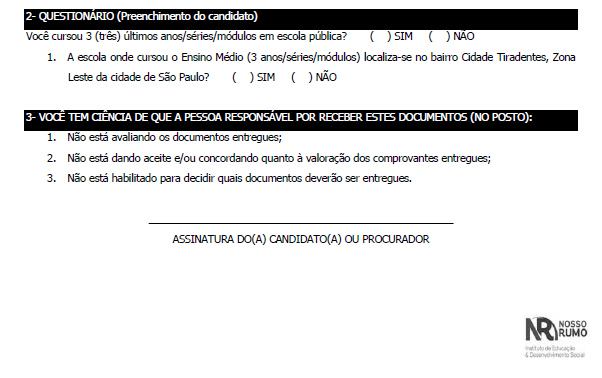 2- QUESTIONÁRIO (Preenchimento do candidato)
Você cursou 3 (três) últimos anos/séries/módulos em escola pública? ( ) SIM ( ) NÃO
1. A escola onde cursou o Ensino Médio (3 anos/séries/módulos) localiza-se no bairro Cidade Tiradentes, Zona
Leste da cidade de São Paulo? ( ) SIM ( ) NÃO
3- VOCÊ TEM CIÊNCIA DE QUE A PESSOA RESPONSÁVEL POR RECEBER ESTES DOCUMENTOS (NO POSTO):
1. Não está avaliando os documentos entregues;
2. Não está dando aceite e/ou concordando quanto à valoração dos comprovantes entregues;
3. Não está habilitado para decidir quais documentos deverão ser entregues.
ASSINATURA DO(A) CANDIDATO(A) OU PROCURADOR
NR NOSSO
RUMO
Instituto de Educação
& Desenvolvimento Social